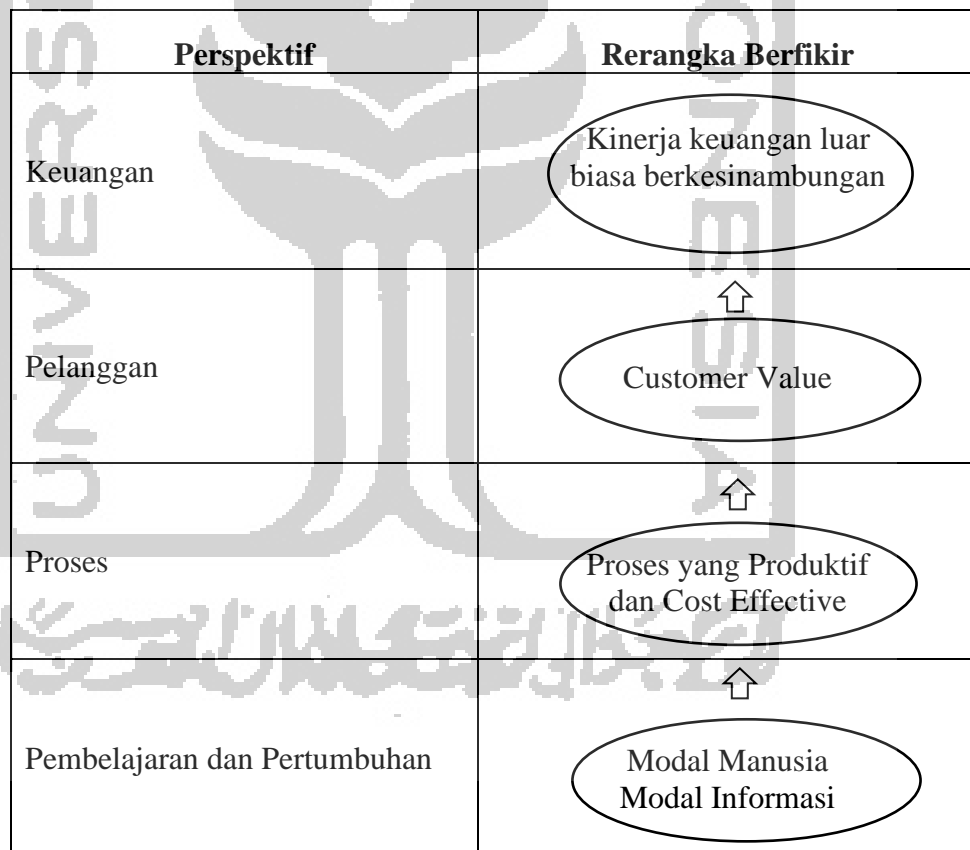 Perspektif
Rerangka Berfikir
Keuangan
Kinerja keuangan luar
biasa berkesinambungan
Pelanggan
Customer Value
Proses
Proses yang Produktif
dan Cost Effective
Pembelajaran dan Pertumbuhan
Modal Manusia
Modal Informasi